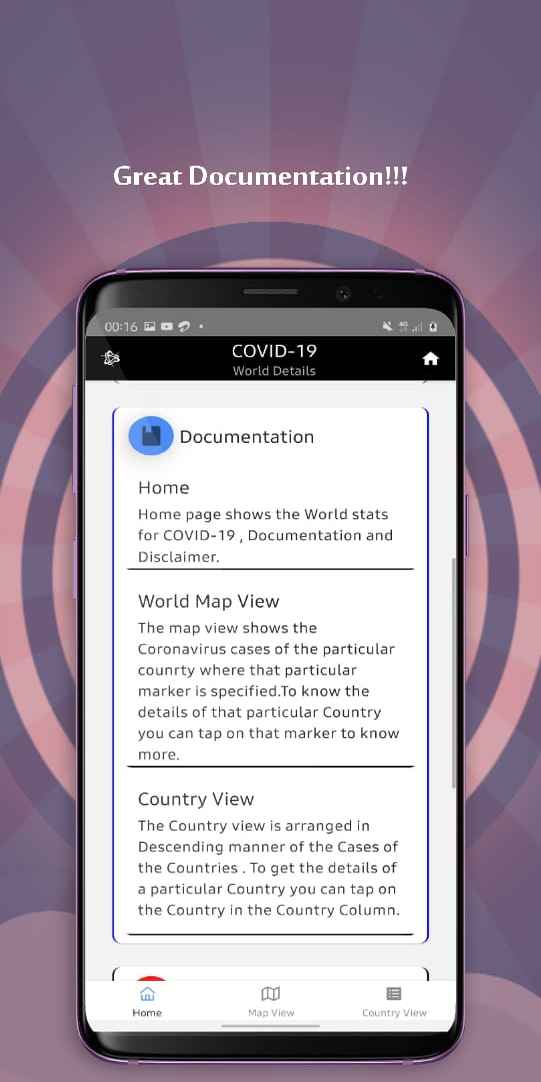 Great Documentation!!!
00:16
4G
COVID-19
World Details
Documentation
Home
Home page shows the World stats
for COVID-19 , Documentation and
Disclaimer.
World Map View
The map view shows the
Coronavirus cases of the particular
counrty where that particular
marker is specified.To know the
details of that particular Country
you can tap on that marker to know
more.
Country View
The Country view is arranged in
Descending manner of the Cases of
the Countries . To get the details of
a particular Country you can tap on
the Country in the Country Column.
Home
Map View
Country View